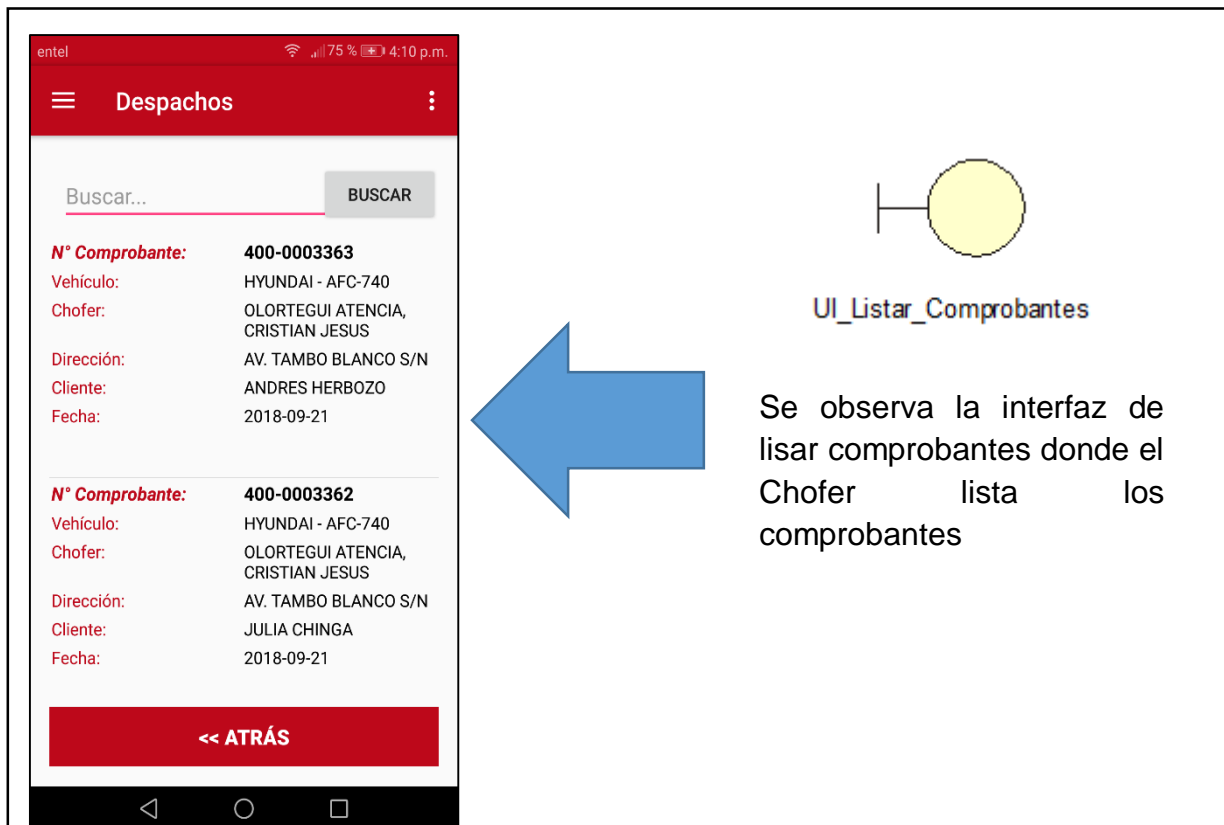 entel 75 % 4:10 p.m.
Despachos
Buscar... BUSCAR
N° Comprobante: 400-0003363
Vehículo: HYUNDAI - AFC-740
Chofer: OLORTEGUI ATENCIA,
CRISTIAN JESUS
Dirección: AV. TAMBO BLANCO S/N
Cliente: ANDRES HERBOZO
Fecha: 2018-09-21
N° Comprobante: 400-0003362
Vehículo: HYUNDAI - AFC-740
Chofer: OLORTEGUI ATENCIA,
CRISTIAN JESUS
Dirección: AV. TAMBO BLANCO S/N
Cliente: JULIA CHINGA
Fecha: 2018-09-21
<< ATRÁS
UI_Listar_Comprobantes
Se observa la interfaz de
lisar comprobantes donde el
Chofer lista los
comprobantes